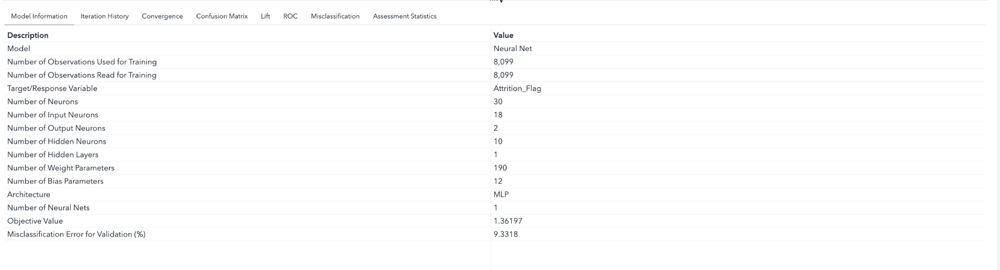 Model Information Iteration History Convergence Confusion Matrix Lift ROC Misclassification Assessment Statistics
Description Value
Model Neural Net
Number of Observations Used for Training 8,099
Number of Observations Read for Training 8,099
Target/Response Variable Attrition_Flag
Number of Neurons 30
Number of Input Neurons 18
Number of Output Neurons 2
Number of Hidden Neurons 10
Number of Hidden Layers 1
Number of Weight Parameters 190
Number of Bias Parameters 12
Architecture MLP
Number of Neural Nets 1
Objective Value 1.36197
Misclassification Error for Validation (%) 9.3318